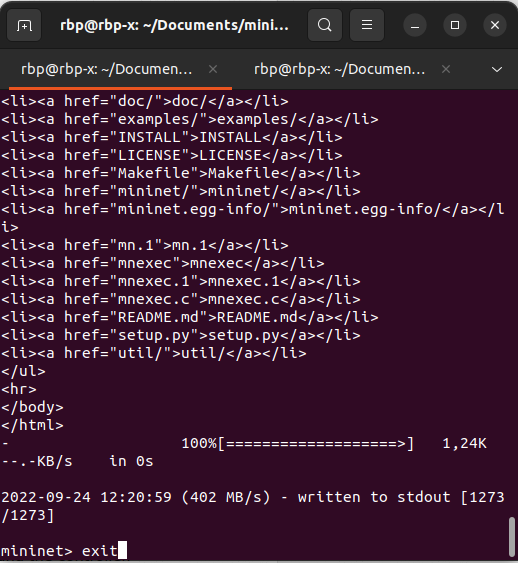 rbp@rbp-x: ~/Documents/mini...
rbp@rbp-x: ~/Documen...
rbp@rbp-x: ~/Documen...
<li><a href="doc/">doc/</a></li>
<li><a href="examples/">examples/</a></li>
<li><a href="INSTALL">INSTALL</a></li>
<li><a href="LICENSE">LICENSE</a></li>
<li><a href="Makefile">Makefile</a></li>
<li><a href="mininet/">mininet/</a></li>
<li><a href="mininet.egg-info/">mininet.egg-info/</a></l
i>
<li><a href="mn.1">mn.1</a></li>
<li><a href="mnexec">mnexec</a></li>
<li><a href="mnexec.1">mnexec.1</a></li>
<li><a href="mnexec.c">mnexec.c</a></li>
<li><a href="README.md">README.md</a></li>
<li><a href="setup.py">setup.py</a></li>
<li><a href="util/">util/</a></li>
</ul>
<hr>
</body>
</html>
-                   100%[===================>]   1,24K
--.-KB/s    in 0s
2022-09-24 12:20:59 (402 MB/s) - written to stdout [1273
/1273]
mininet> exit